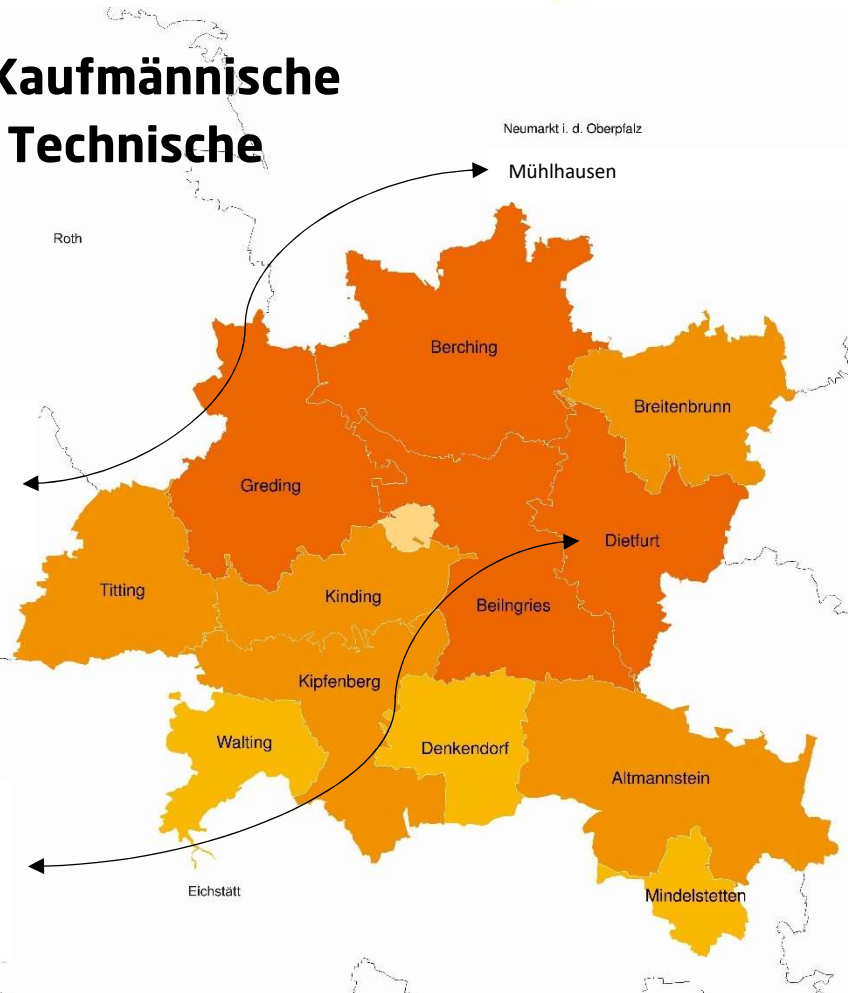 Kaufmännische
Technische
Neumarkt i. d. Oberpfalz
Mühlhausen
Roth
Berching
Breitenbrunn
Greding
Dietfurt
Titting
Kinding
Beilngries
Kipfenberg
Walting
Denkendorf
Altmannstein
Eichstätt
Mindelstetten